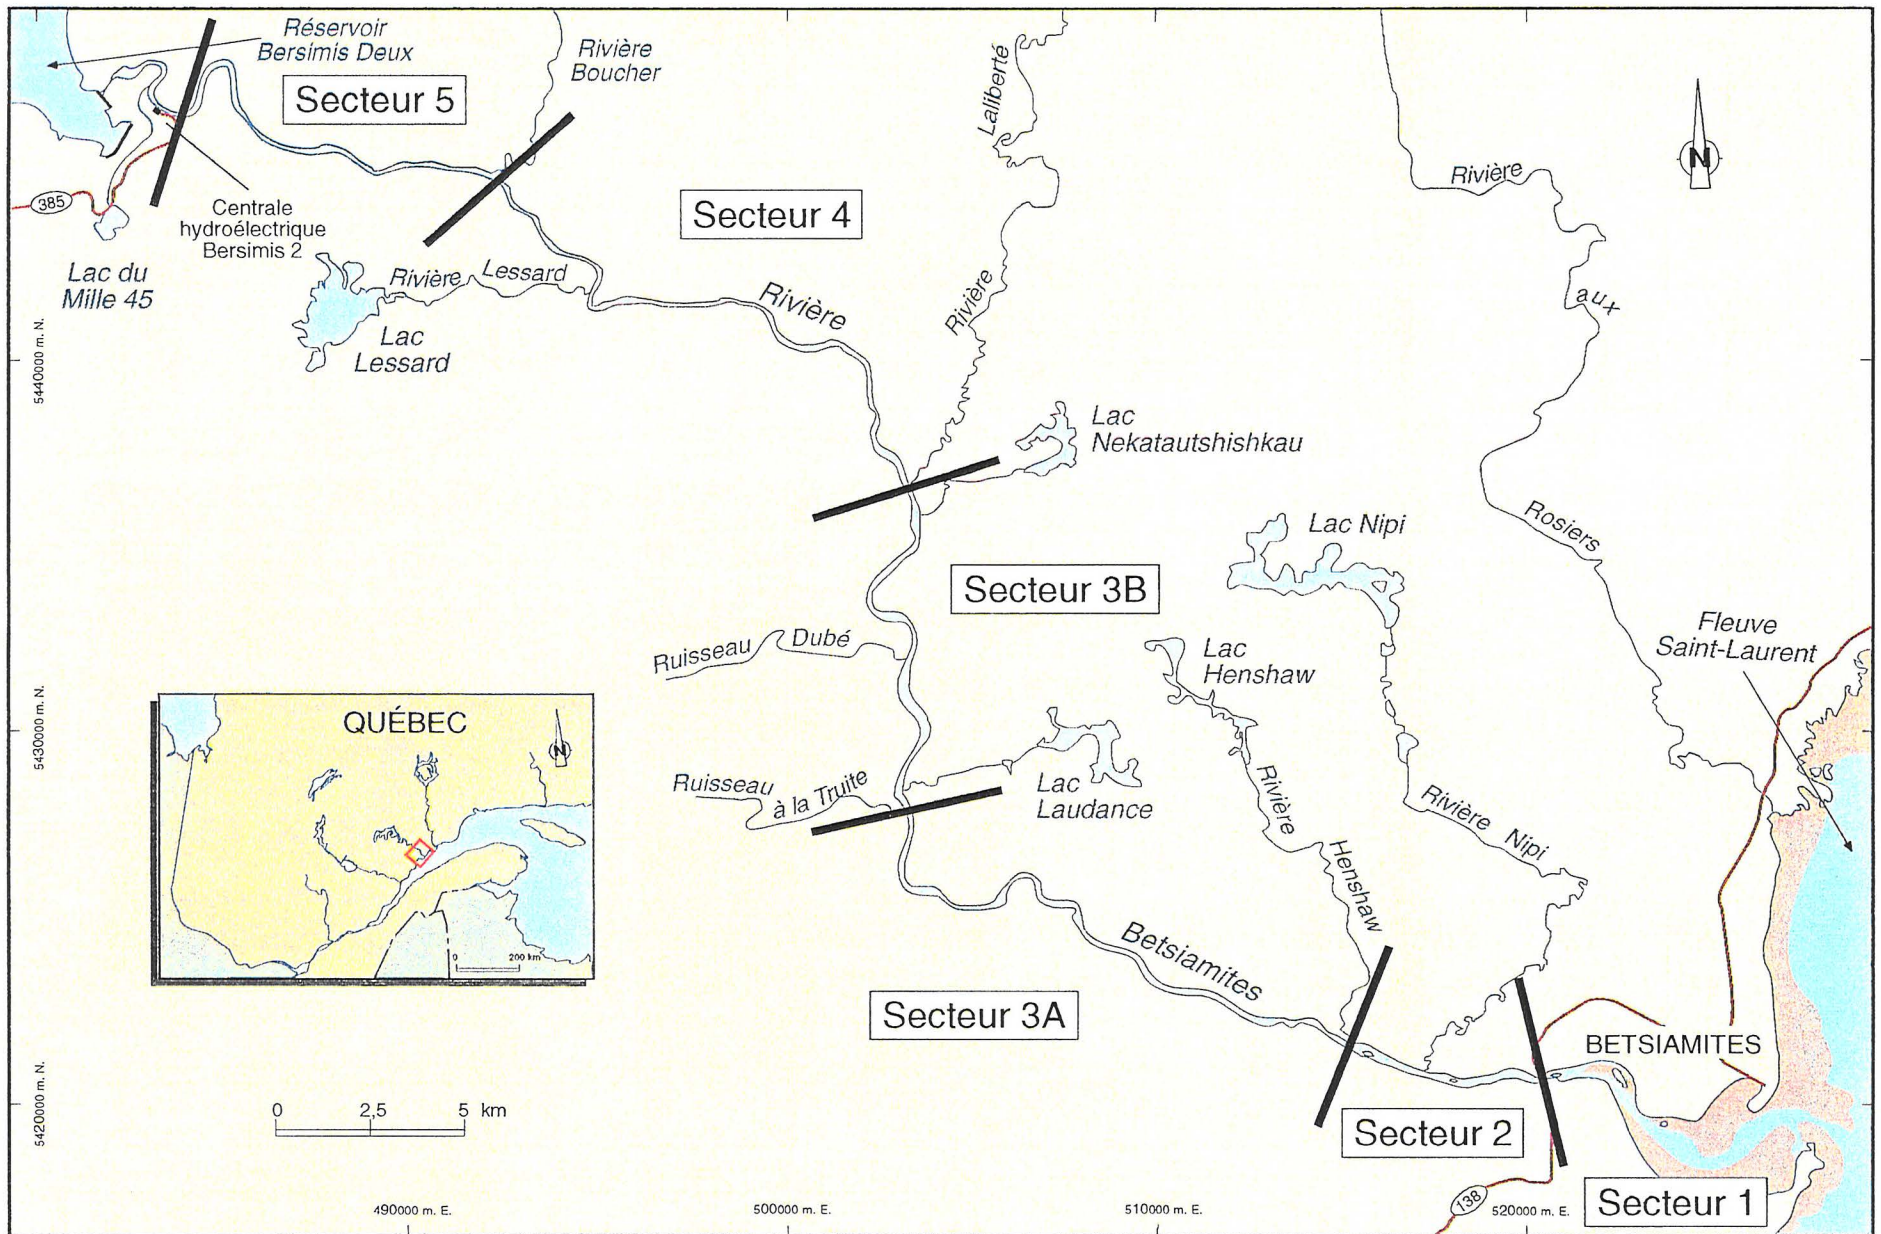 Réservoir
Bersimis Deux
Secteur 5
Rivière
Boucher
385
Centrale
hydroélectrique
Bersimis 2
Lac du
Mille 45
Secteur 4
Rivière Laliberté
Rivière aux Rosiers
N
Rivière Lessard
Lac
Lessard
Rivière Betsiamites
Lac
Nekatautshishkau
Lac Nipi
Secteur 3B
Ruisseau Dubé
Lac
Henshaw
Fleuve
Saint-Laurent
QUÉBEC
N
0 200 km
Ruisseau à la Truite
Lac
Laudance
Rivière Henshaw
Rivière Nipi
Secteur 3A
BETSIAMITES
0 2,5 5 km
Secteur 2
138
Secteur 1
5440000 m. N.
5430000 m. N.
5420000 m. N.
490000 m. E.
500000 m. E.
510000 m. E.
520000 m. E.